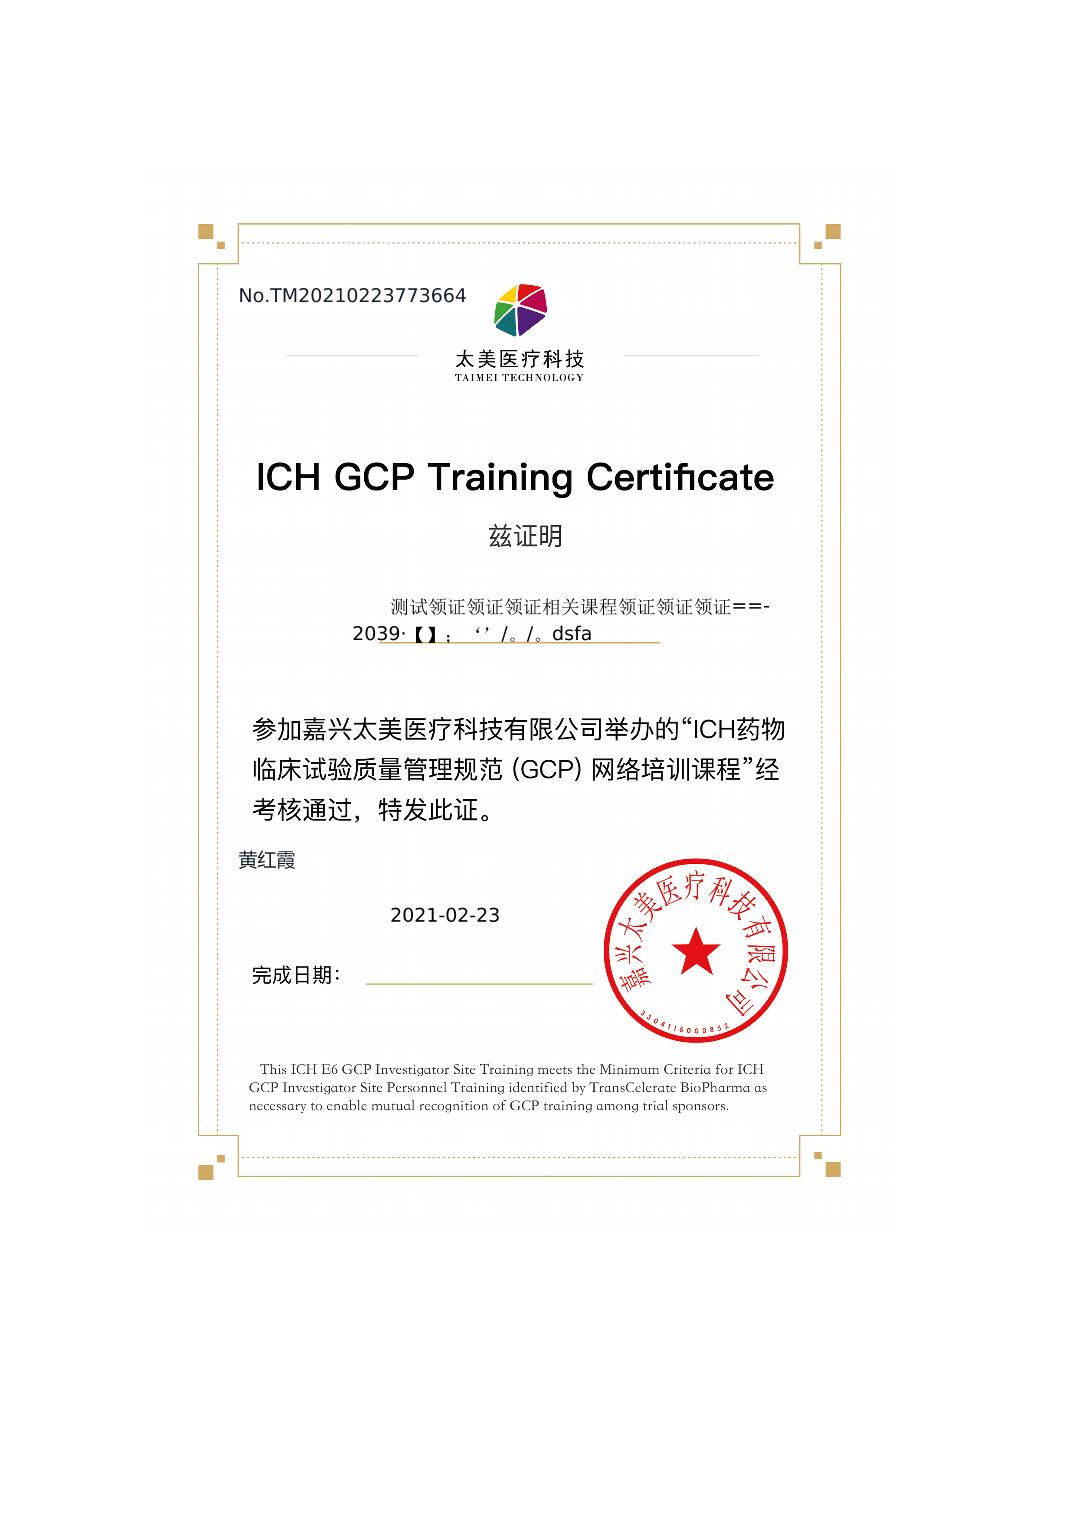 No.TM20210223773664
太美医疗科技
TAIMEI TECHNOLOGY
ICH GCP Training Certificate
兹证明
测试领证领证领证相关课程领证领证领证==-
2039·【】； ‘’ /。/。dsfa
参加嘉兴太美医疗科技有限公司举办的“ICH药物
临床试验质量管理规范（GCP）网络培训课程”经
考核通过，特发此证。
黄红霞
2021-02-23
完成日期：
嘉兴太美医疗科技有限公司
3304116000852
This ICH E6 GCP Investigator Site Training meets the Minimum Criteria for ICH
GCP Investigator Site Personnel Training identified by TransCelerate BioPharma as
necessary to enable mutual recognition of GCP training among trial sponsors.